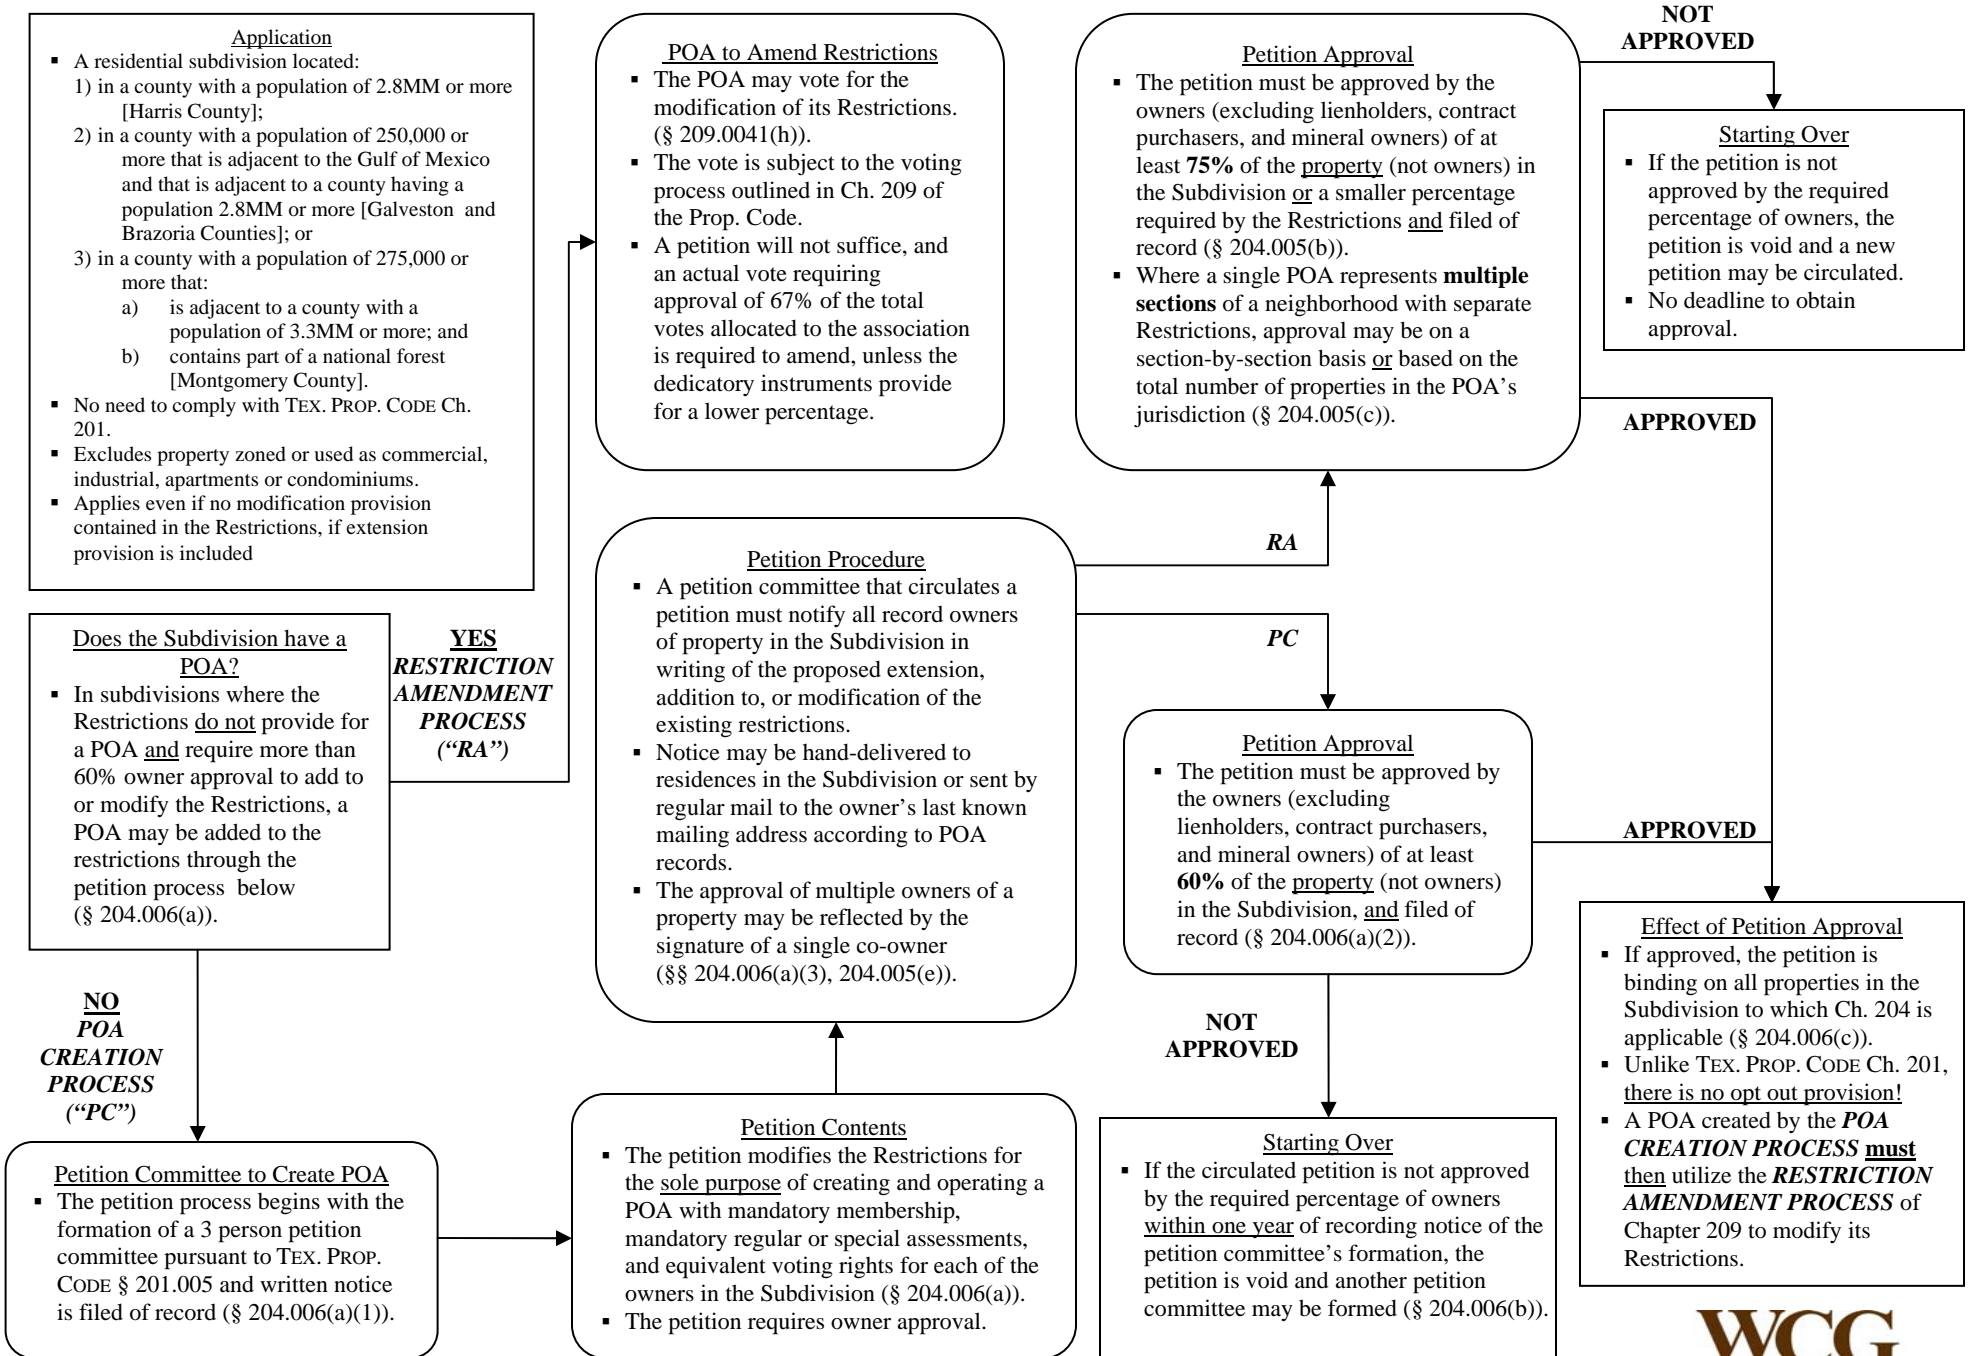 Application
▪ A residential subdivision located:
1) in a county with a population of 2.8MM or more
[Harris County];
2) in a county with a population of 250,000 or
more that is adjacent to the Gulf of Mexico
and that is adjacent to a county having a
population 2.8MM or more [Galveston and
Brazoria Counties]; or
3) in a county with a population of 275,000 or
more that:
a) is adjacent to a county with a
population of 3.3MM or more; and
b) contains part of a national forest
[Montgomery County].
▪ No need to comply with TEX. PROP. CODE Ch.
201.
▪ Excludes property zoned or used as commercial,
industrial, apartments or condominiums.
▪ Applies even if no modification provision
contained in the Restrictions, if extension
provision is included
Does the Subdivision have a
POA?
▪ In subdivisions where the
Restrictions do not provide for
a POA and require more than
60% owner approval to add to
or modify the Restrictions, a
POA may be added to the
restrictions through the
petition process below
(§ 204.006(a)).
YES
RESTRICTION
AMENDMENT
PROCESS
(“RA”)
NO
POA
CREATION
PROCESS
(“PC”)
Petition Committee to Create POA
▪ The petition process begins with the
formation of a 3 person petition
committee pursuant to TEX. PROP.
CODE § 201.005 and written notice
is filed of record (§ 204.006(a)(1)).
POA to Amend Restrictions
▪ The POA may vote for the
modification of its Restrictions.
(§ 209.0041(h)).
▪ The vote is subject to the voting
process outlined in Ch. 209 of
the Prop. Code.
▪ A petition will not suffice, and
an actual vote requiring
approval of 67% of the total
votes allocated to the association
is required to amend, unless the
dedicatory instruments provide
for a lower percentage.
Petition Procedure
▪ A petition committee that circulates a
petition must notify all record owners
of property in the Subdivision in
writing of the proposed extension,
addition to, or modification of the
existing restrictions.
▪ Notice may be hand-delivered to
residences in the Subdivision or sent by
regular mail to the owner’s last known
mailing address according to POA
records.
▪ The approval of multiple owners of a
property may be reflected by the
signature of a single co-owner
(§§ 204.006(a)(3), 204.005(e)).
Petition Contents
▪ The petition modifies the Restrictions for
the sole purpose of creating and operating a
POA with mandatory membership,
mandatory regular or special assessments,
and equivalent voting rights for each of the
owners in the Subdivision (§ 204.006(a)).
▪ The petition requires owner approval.
RA
PC
Petition Approval
▪ The petition must be approved by the
owners (excluding lienholders, contract
purchasers, and mineral owners) of at
least 75% of the property (not owners) in
the Subdivision or a smaller percentage
required by the Restrictions and filed of
record (§ 204.005(b)).
▪ Where a single POA represents multiple
sections of a neighborhood with separate
Restrictions, approval may be on a
section-by-section basis or based on the
total number of properties in the POA’s
jurisdiction (§ 204.005(c)).
Petition Approval
▪ The petition must be approved by
the owners (excluding
lienholders, contract purchasers,
and mineral owners) of at least
60% of the property (not owners)
in the Subdivision, and filed of
record (§ 204.006(a)(2)).
NOT
APPROVED
Starting Over
▪ If the circulated petition is not approved
by the required percentage of owners
within one year of recording notice of the
petition committee’s formation, the
petition is void and another petition
committee may be formed (§ 204.006(b)).
NOT
APPROVED
Starting Over
▪ If the petition is not
approved by the required
percentage of owners, the
petition is void and a new
petition may be circulated.
▪ No deadline to obtain
approval.
APPROVED
APPROVED
Effect of Petition Approval
▪ If approved, the petition is
binding on all properties in the
Subdivision to which Ch. 204 is
applicable (§ 204.006(c)).
▪ Unlike TEX. PROP. CODE Ch. 201,
there is no opt out provision!
▪ A POA created by the POA
CREATION PROCESS must
then utilize the RESTRICTION
AMENDMENT PROCESS of
Chapter 209 to modify its
Restrictions.
WCG